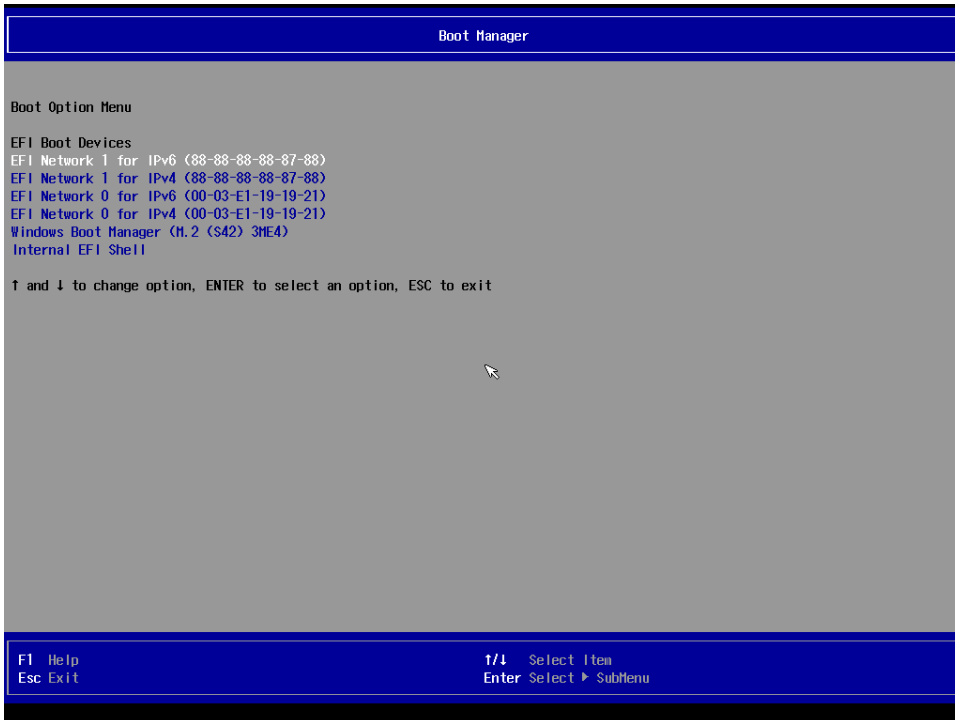 Boot Manager
Boot Option Menu
EFI Boot Devices
EFI Network 1 for IPv6 (88-88-88-88-87-88)
EFI Network 1 for IPv4 (88-88-88-88-87-88)
EFI Network 0 for IPv6 (00-03-E1-19-19-21)
EFI Network 0 for IPv4 (00-03-E1-19-19-21)
Windows Boot Manager (M.2 (S42) 3ME4)
Internal EFI Shell
↑ and ↓ to change option, ENTER to select an option, ESC to exit
F1 Help
↑/↓ Select Item
Esc Exit
Enter Select ▶ SubMenu